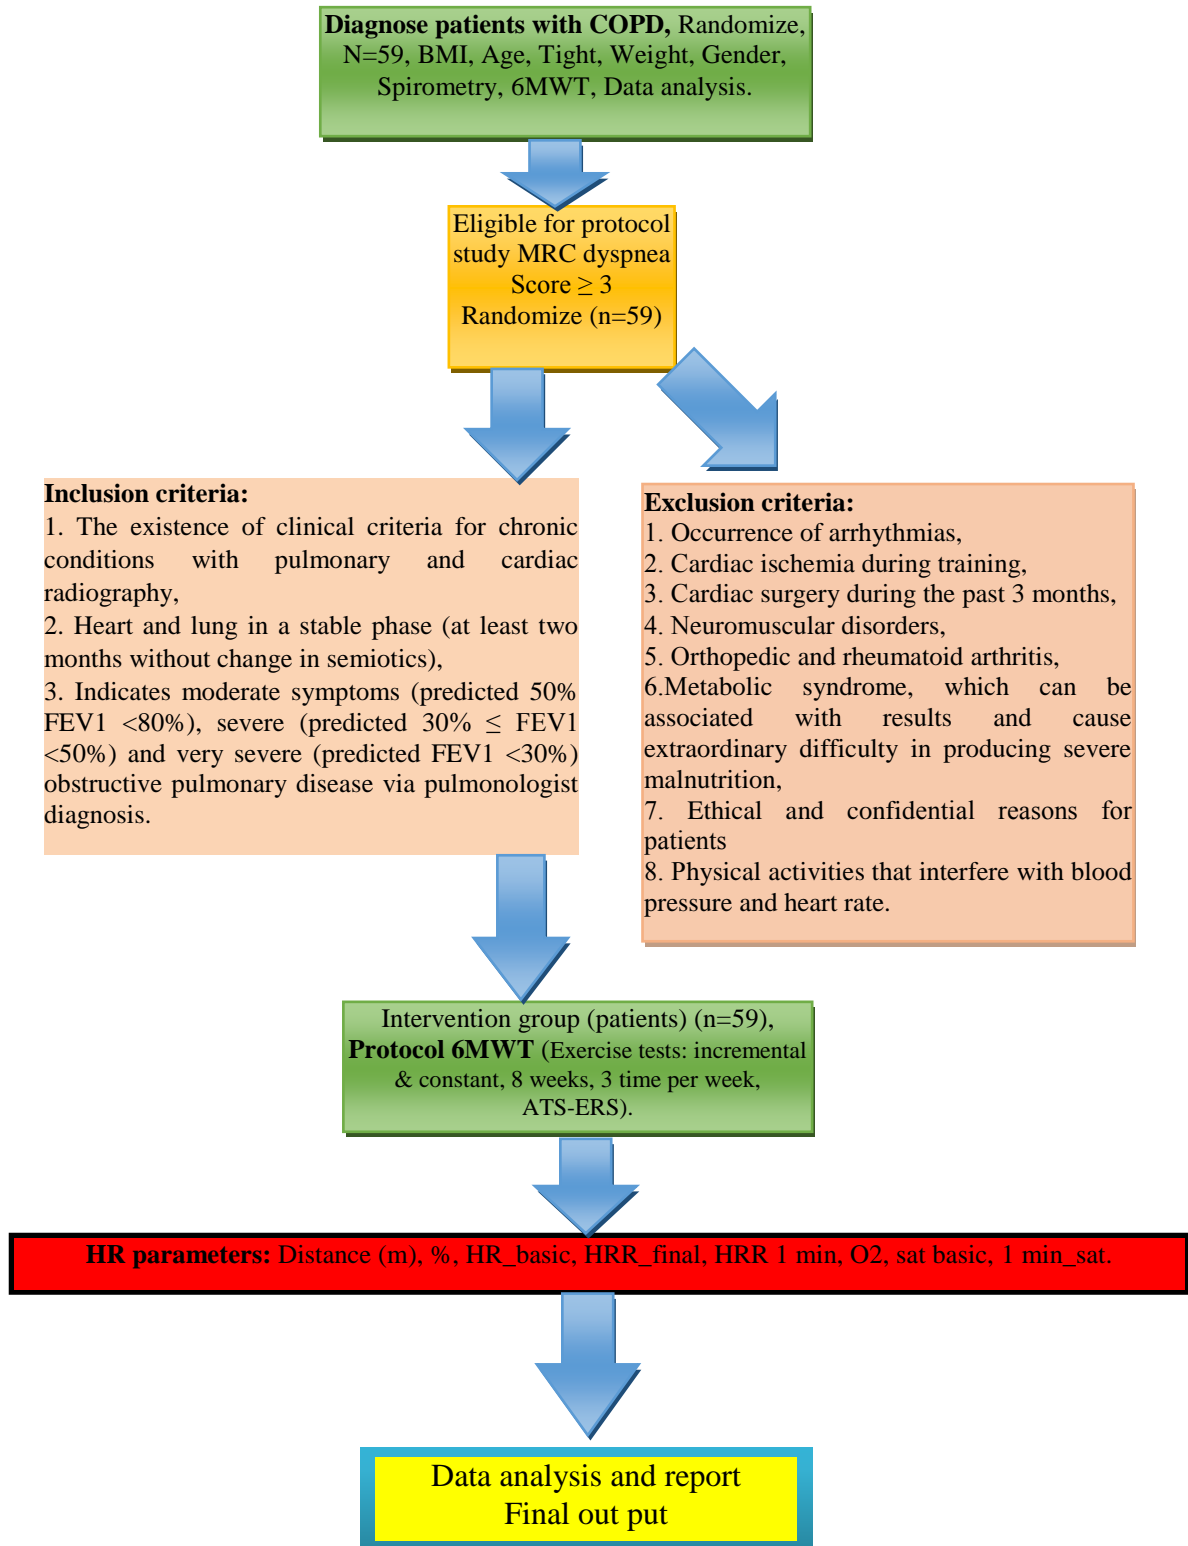 Diagnose patients with COPD, Randomize,
N=59, BMI, Age, Tight, Weight, Gender,
Spirometry, 6MWT, Data analysis.
Eligible for protocol
study MRC dyspnea
Score ≥ 3
Randomize (n=59)
Inclusion criteria:
1. The existence of clinical criteria for chronic
conditions with pulmonary and cardiac
radiography,
2. Heart and lung in a stable phase (at least two
months without change in semiotics),
3. Indicates moderate symptoms (predicted 50%
FEV1 <80%), severe (predicted 30% ≤ FEV1
<50%) and very severe (predicted FEV1 <30%)
obstructive pulmonary disease via pulmonologist
diagnosis.
Exclusion criteria:
1. Occurrence of arrhythmias,
2. Cardiac ischemia during training,
3. Cardiac surgery during the past 3 months,
4. Neuromuscular disorders,
5. Orthopedic and rheumatoid arthritis,
6.Metabolic syndrome, which can be
associated with results and cause
extraordinary difficulty in producing severe
malnutrition,
7. Ethical and confidential reasons for
patients
8. Physical activities that interfere with blood
pressure and heart rate.
Intervention group (patients) (n=59),
Protocol 6MWT (Exercise tests: incremental
& constant, 8 weeks, 3 time per week,
ATS-ERS).
HR parameters: Distance (m), %, HR_basic, HRR_final, HRR 1 min, O2, sat basic, 1 min_sat.
Data analysis and report
Final out put